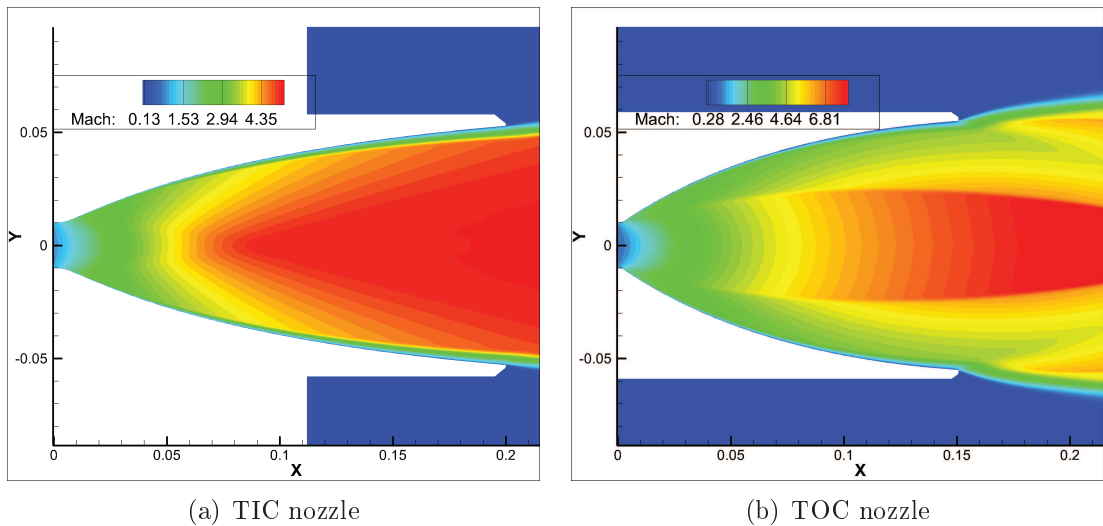 Mach: 0.13 1.53 2.94 4.35
0.05
Y
0
-0.05
0 0.05 0.1 0.15 0.2
X
(a) TIC nozzle
Mach: 0.28 2.46 4.64 6.81
0.05
Y
0
-0.05
0 0.05 0.1 0.15 0.2
X
(b) TOC nozzle